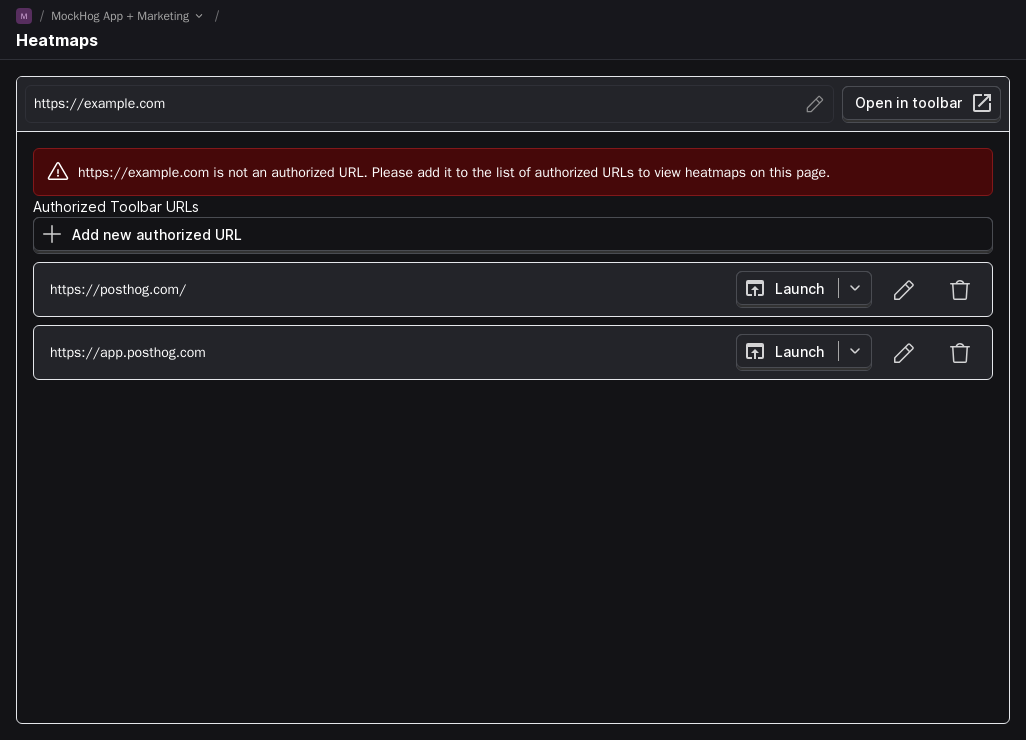 M / MockHog App + Marketing /
Heatmaps
https://example.com
Open in toolbar
https://example.com is not an authorized URL. Please add it to the list of authorized URLs to view heatmaps on this page.
Authorized Toolbar URLs
Add new authorized URL
https://posthog.com/
Launch
https://app.posthog.com
Launch